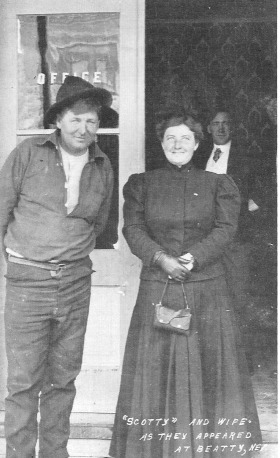 OFFICE
"SCOTTY" AND WIFE.
AS THEY APPEARED
AT BEATTY, NEV